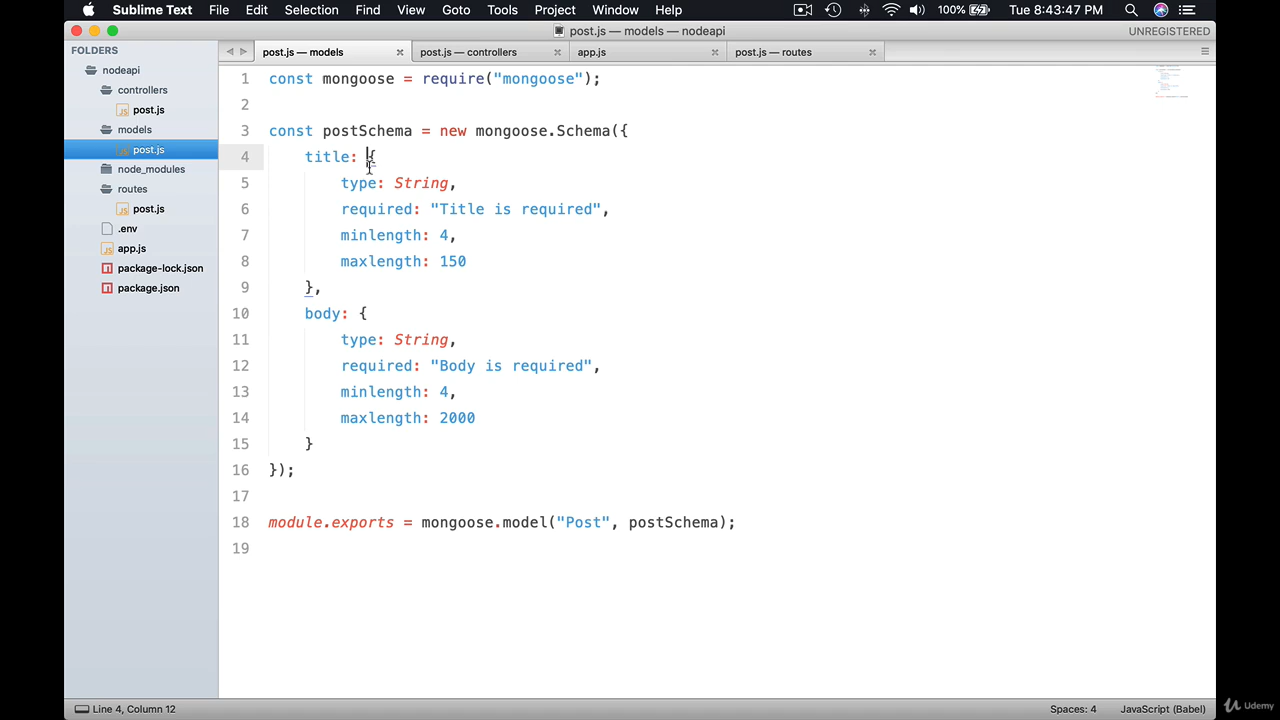 Sublime Text File Edit Selection Find View Goto Tools Project Window Help 100% Tue 8:43:47 PM
post.js — models — nodeapi UNREGISTERED
FOLDERS
nodeapi
controllers
post.js
models
post.js
node_modules
routes
post.js
.env
app.js
package-lock.json
package.json
post.js — models post.js — controllers app.js post.js — routes
1 const mongoose = require("mongoose");
2
3 const postSchema = new mongoose.Schema({
4 title: {
5 type: String,
6 required: "Title is required",
7 minlength: 4,
8 maxlength: 150
9 },
10 body: {
11 type: String,
12 required: "Body is required",
13 minlength: 4,
14 maxlength: 2000
15 }
16 });
17
18 module.exports = mongoose.model("Post", postSchema);
19
Line 4, Column 12 Spaces: 4 JavaScript (Babel)
Udemy